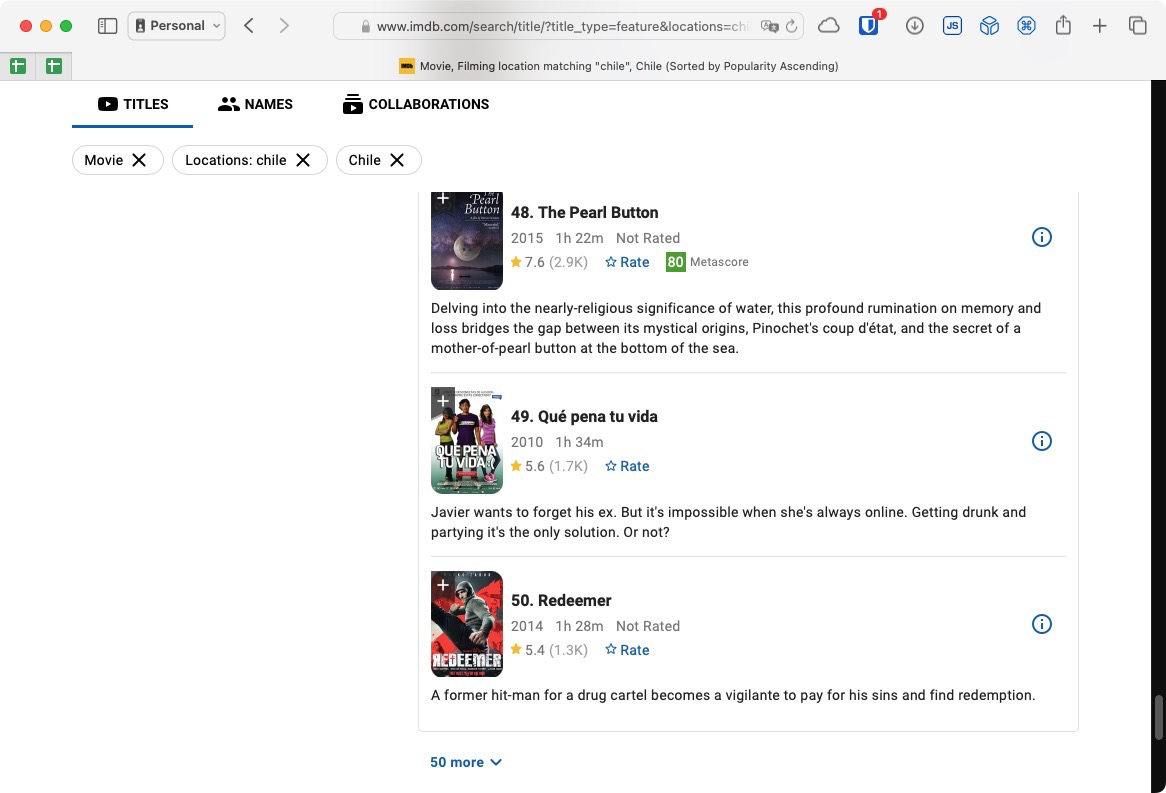 Personal
www.imdb.com/search/title/?title_type=feature&locations=chi
1
JS
Movie, Filming location matching "chile", Chile (Sorted by Popularity Ascending)
TITLES
NAMES
COLLABORATIONS
Movie
Locations: chile
Chile
The
Pearl
Button
48. The Pearl Button
2015 1h 22m Not Rated
7.6 (2.9K) Rate 80 Metascore
Delving into the nearly-religious significance of water, this profound rumination on memory and
loss bridges the gap between its mystical origins, Pinochet's coup d'état, and the secret of a
mother-of-pearl button at the bottom of the sea.
QUE PENA
TU VIDA:(
49. Qué pena tu vida
2010 1h 34m
5.6 (1.7K) Rate
Javier wants to forget his ex. But it's impossible when she's always online. Getting drunk and
partying it's the only solution. Or not?
REDEEMER
50. Redeemer
2014 1h 28m Not Rated
5.4 (1.3K) Rate
A former hit-man for a drug cartel becomes a vigilante to pay for his sins and find redemption.
50 more